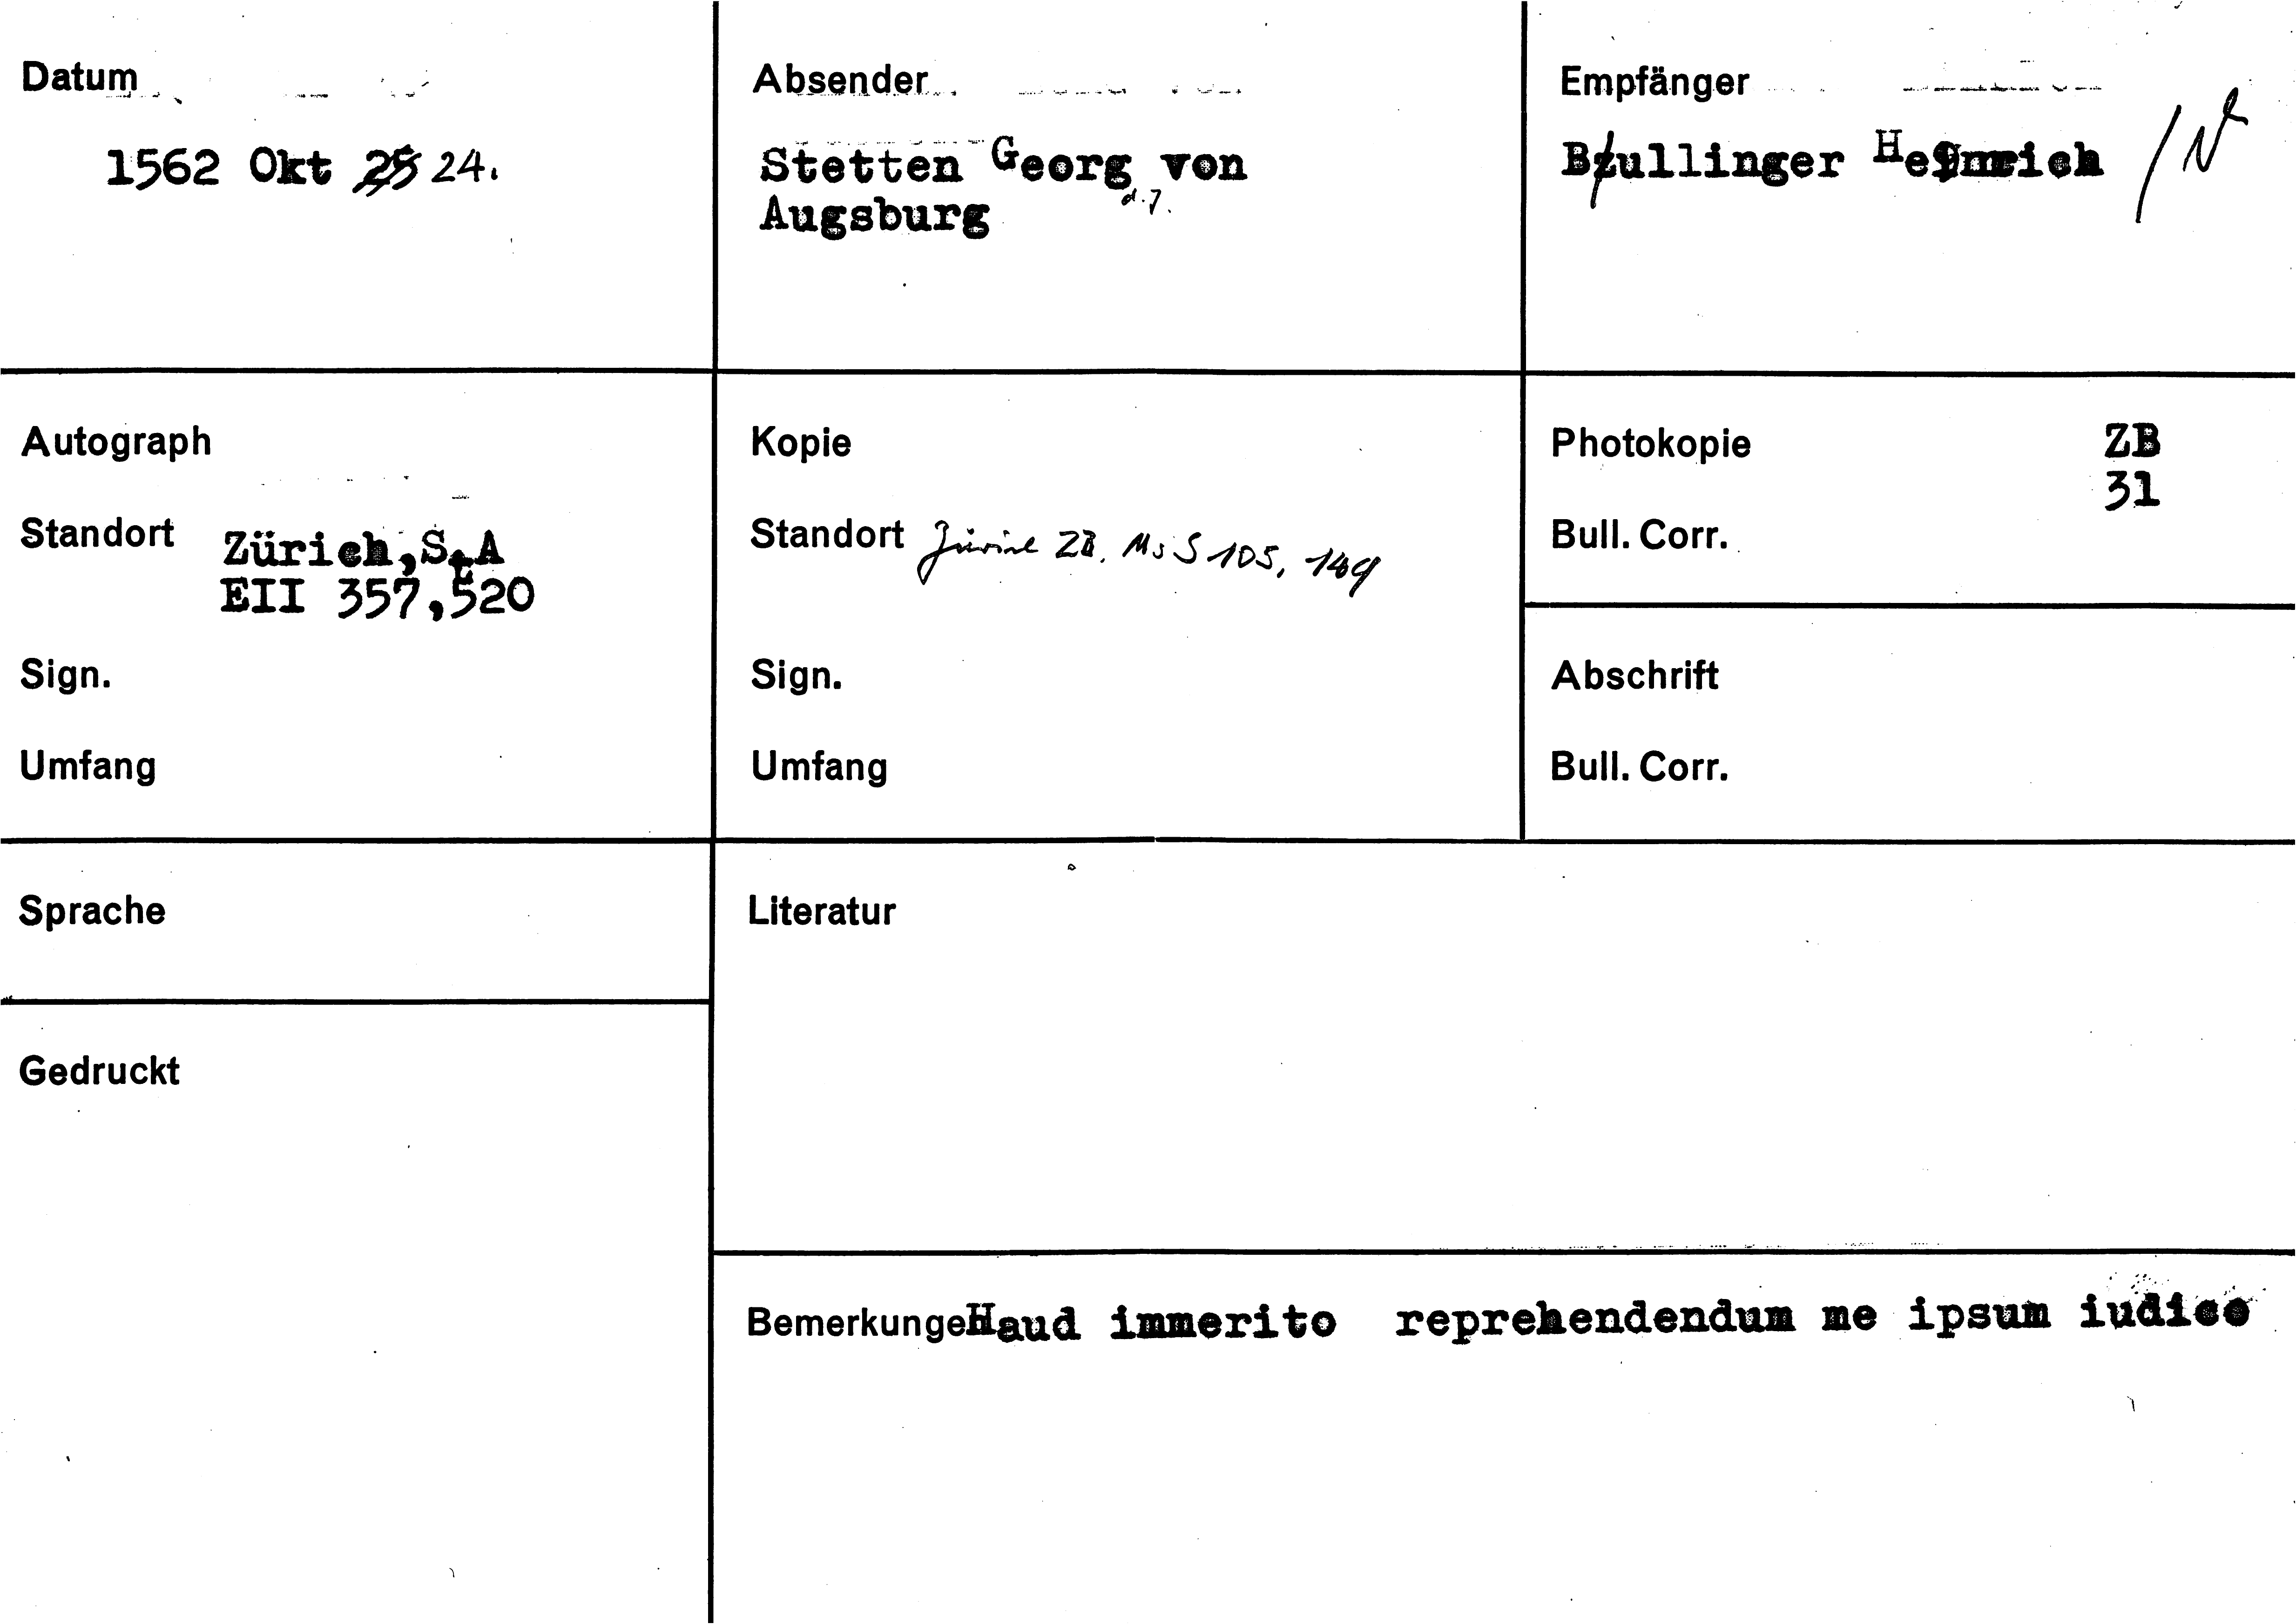 Datum
1562 Okt 25 24.
Absender
Stetten Georg von
d.J.
Augsburg
Empfänger
Bullinger Heinrich
Autograph
Standort Zürich, StA
EII 357,520
Sign.
Umfang
Kopie
Standort Zürich ZB, Ms S 105, 149
Sign.
Umfang
Photokopie ZB
31
Bull. Corr.
Abschrift
Bull. Corr.
Sprache
Gedruckt
Literatur
Bemerkungen Haud immerito reprehendendum me ipsum iudico